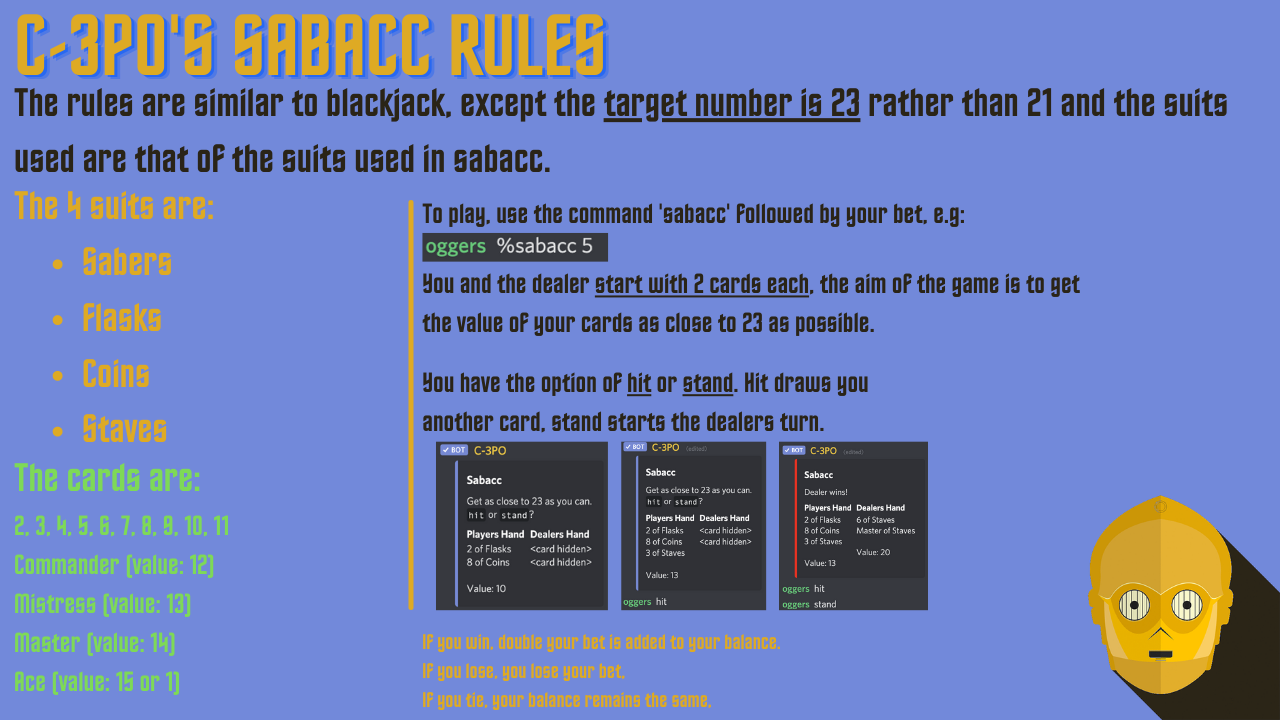 C-3PO'S SABACC RULES
The rules are similar to blackjack, except the target number is 23 rather than 21 and the suits
used are that of the suits used in sabacc.
The 4 suits are:
• Sabers
• Flasks
• Coins
• Staves
The cards are:
2, 3, 4, 5, 6, 7, 8, 9, 10, 11
Commander (value: 12)
Mistress (value: 13)
Master (value: 14)
Ace (value: 15 or 1)
To play, use the command 'sabacc' followed by your bet, e.g:
oggers %sabacc 5
You and the dealer start with 2 cards each, the aim of the game is to get
the value of your cards as close to 23 as possible.
You have the option of hit or stand. Hit draws you
another card, stand starts the dealers turn.
✓ BOT C-3PO
Sabacc
Get as close to 23 as you can.
hit or stand?
Players Hand Dealers Hand
2 of Flasks <card hidden>
8 of Coins <card hidden>
Value: 10
✓ BOT C-3PO (edited)
Sabacc
Get as close to 23 as you can.
hit or stand?
Players Hand Dealers Hand
2 of Flasks <card hidden>
8 of Coins <card hidden>
3 of Staves
Value: 13
oggers hit
✓ BOT C-3PO (edited)
Sabacc
Dealer wins!
Players Hand Dealers Hand
2 of Flasks 6 of Staves
8 of Coins Master of Staves
3 of Staves
Value: 20
Value: 13
oggers hit
oggers stand
If you win, double your bet is added to your balance.
If you lose, you lose your bet.
If you tie, your balance remains the same.